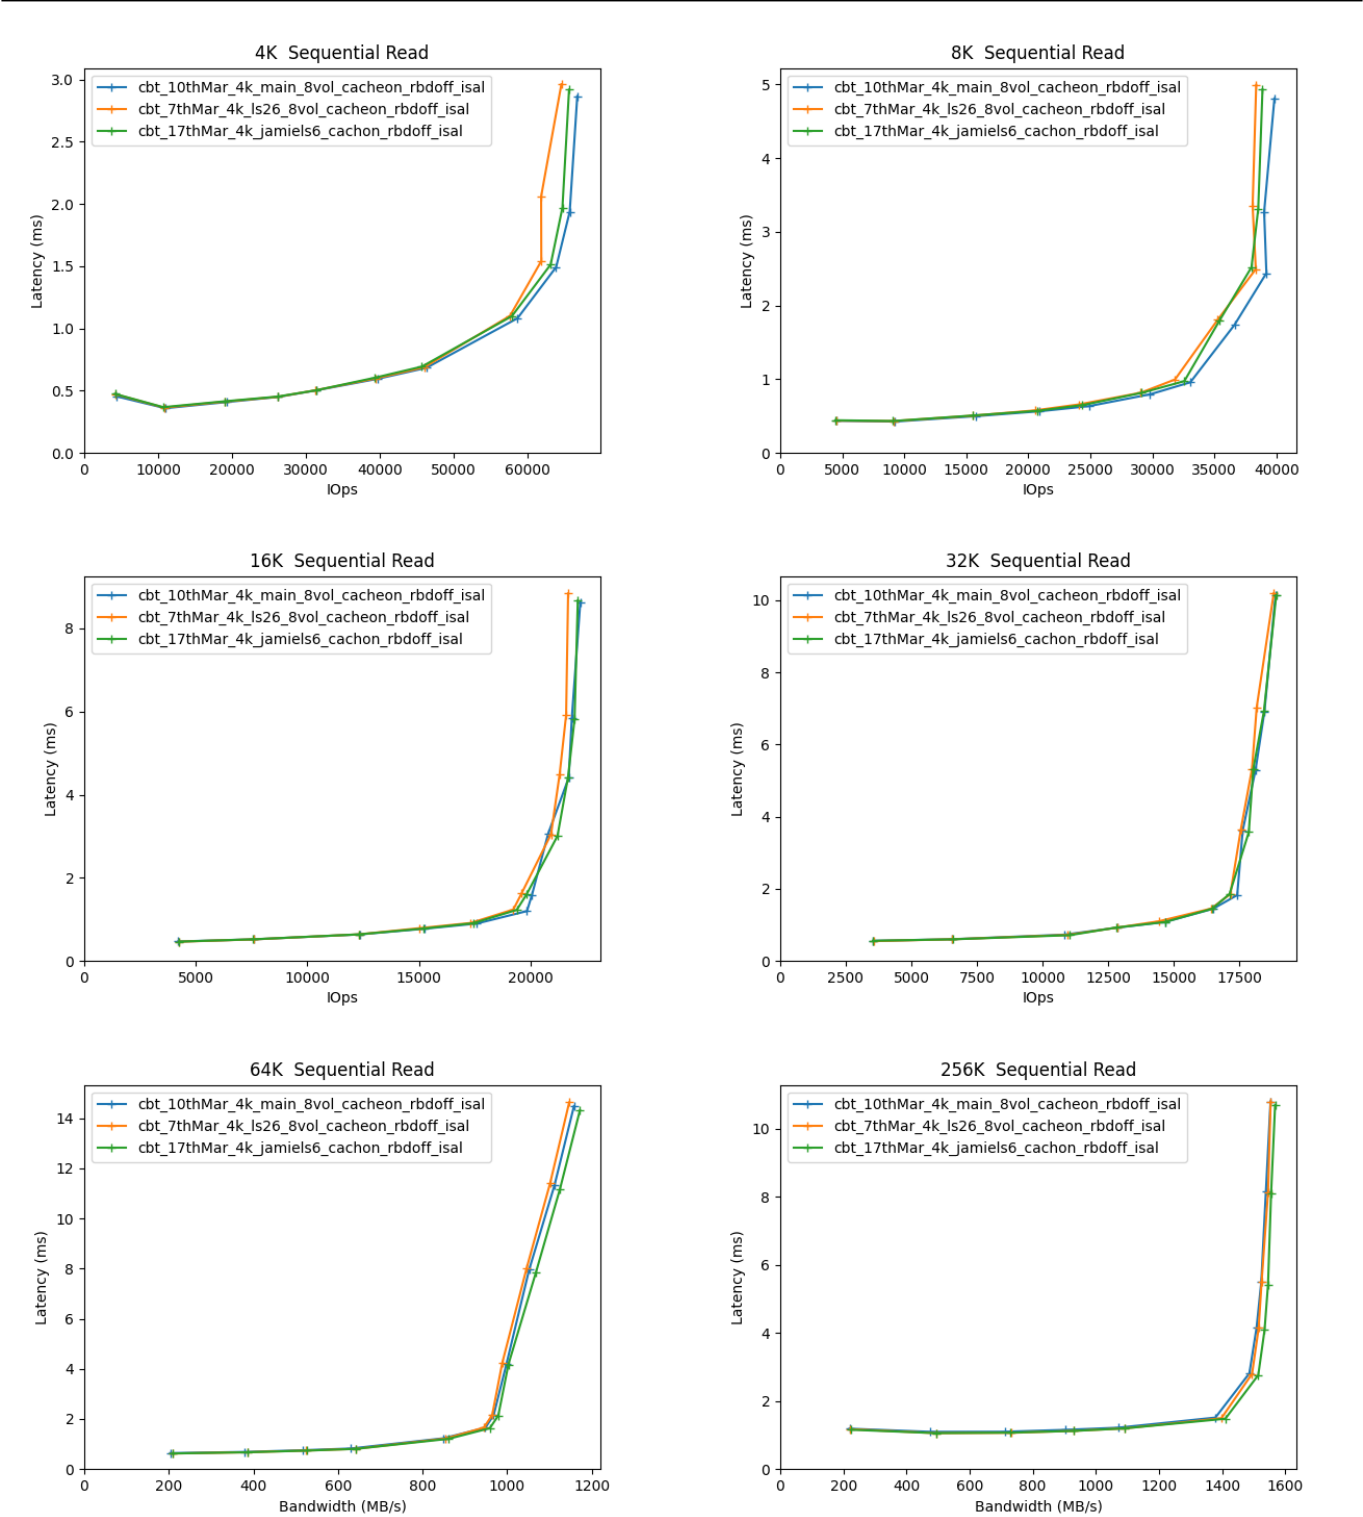 4K  Sequential Read
cbt_10thMar_4k_main_8vol_cacheon_rbdoff_isal
cbt_7thMar_4k_ls26_8vol_cacheon_rbdoff_isal
cbt_17thMar_4k_jamiels6_cachon_rbdoff_isal
3.0
2.5
2.0
1.5
1.0
0.5
0.0
Latency (ms)
0 10000 20000 30000 40000 50000 60000
IOps
8K  Sequential Read
cbt_10thMar_4k_main_8vol_cacheon_rbdoff_isal
cbt_7thMar_4k_ls26_8vol_cacheon_rbdoff_isal
cbt_17thMar_4k_jamiels6_cachon_rbdoff_isal
5
4
3
2
1
0
Latency (ms)
0 5000 10000 15000 20000 25000 30000 35000 40000
IOps
16K  Sequential Read
cbt_10thMar_4k_main_8vol_cacheon_rbdoff_isal
cbt_7thMar_4k_ls26_8vol_cacheon_rbdoff_isal
cbt_17thMar_4k_jamiels6_cachon_rbdoff_isal
8
6
4
2
0
Latency (ms)
0 5000 10000 15000 20000
IOps
32K  Sequential Read
cbt_10thMar_4k_main_8vol_cacheon_rbdoff_isal
cbt_7thMar_4k_ls26_8vol_cacheon_rbdoff_isal
cbt_17thMar_4k_jamiels6_cachon_rbdoff_isal
10
8
6
4
2
0
Latency (ms)
0 2500 5000 7500 10000 12500 15000 17500
IOps
64K  Sequential Read
cbt_10thMar_4k_main_8vol_cacheon_rbdoff_isal
cbt_7thMar_4k_ls26_8vol_cacheon_rbdoff_isal
cbt_17thMar_4k_jamiels6_cachon_rbdoff_isal
14
12
10
8
6
4
2
0
Latency (ms)
0 200 400 600 800 1000 1200
Bandwidth (MB/s)
256K  Sequential Read
cbt_10thMar_4k_main_8vol_cacheon_rbdoff_isal
cbt_7thMar_4k_ls26_8vol_cacheon_rbdoff_isal
cbt_17thMar_4k_jamiels6_cachon_rbdoff_isal
10
8
6
4
2
0
Latency (ms)
0 200 400 600 800 1000 1200 1400 1600
Bandwidth (MB/s)